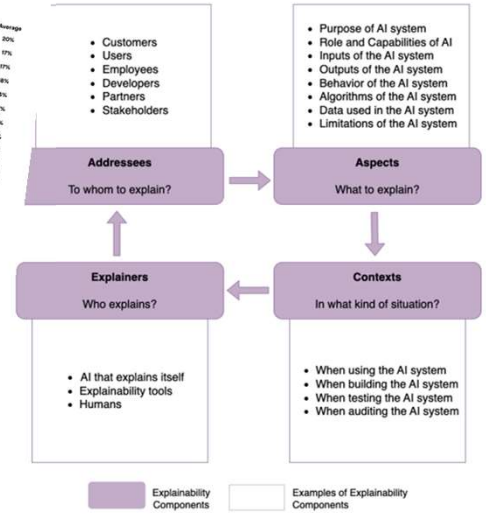 Average
20%
17%
17%
• Customers
• Users
• Employees
• Developers
• Partners
• Stakeholders
Addressees
To whom to explain?
• Purpose of AI system
• Role and Capabilities of AI
• Inputs of the AI system
• Outputs of the AI system
• Behavior of the AI system
• Algorithms of the AI system
• Data used in the AI system
• Limitations of the AI system
Aspects
What to explain?
Explainers
Who explains?
• AI that explains itself
• Explainability tools
• Humans
Contexts
In what kind of situation?
• When using the AI system
• When building the AI system
• When testing the AI system
• When auditing the AI system
Explainability
Components
Examples of Explainability
Components